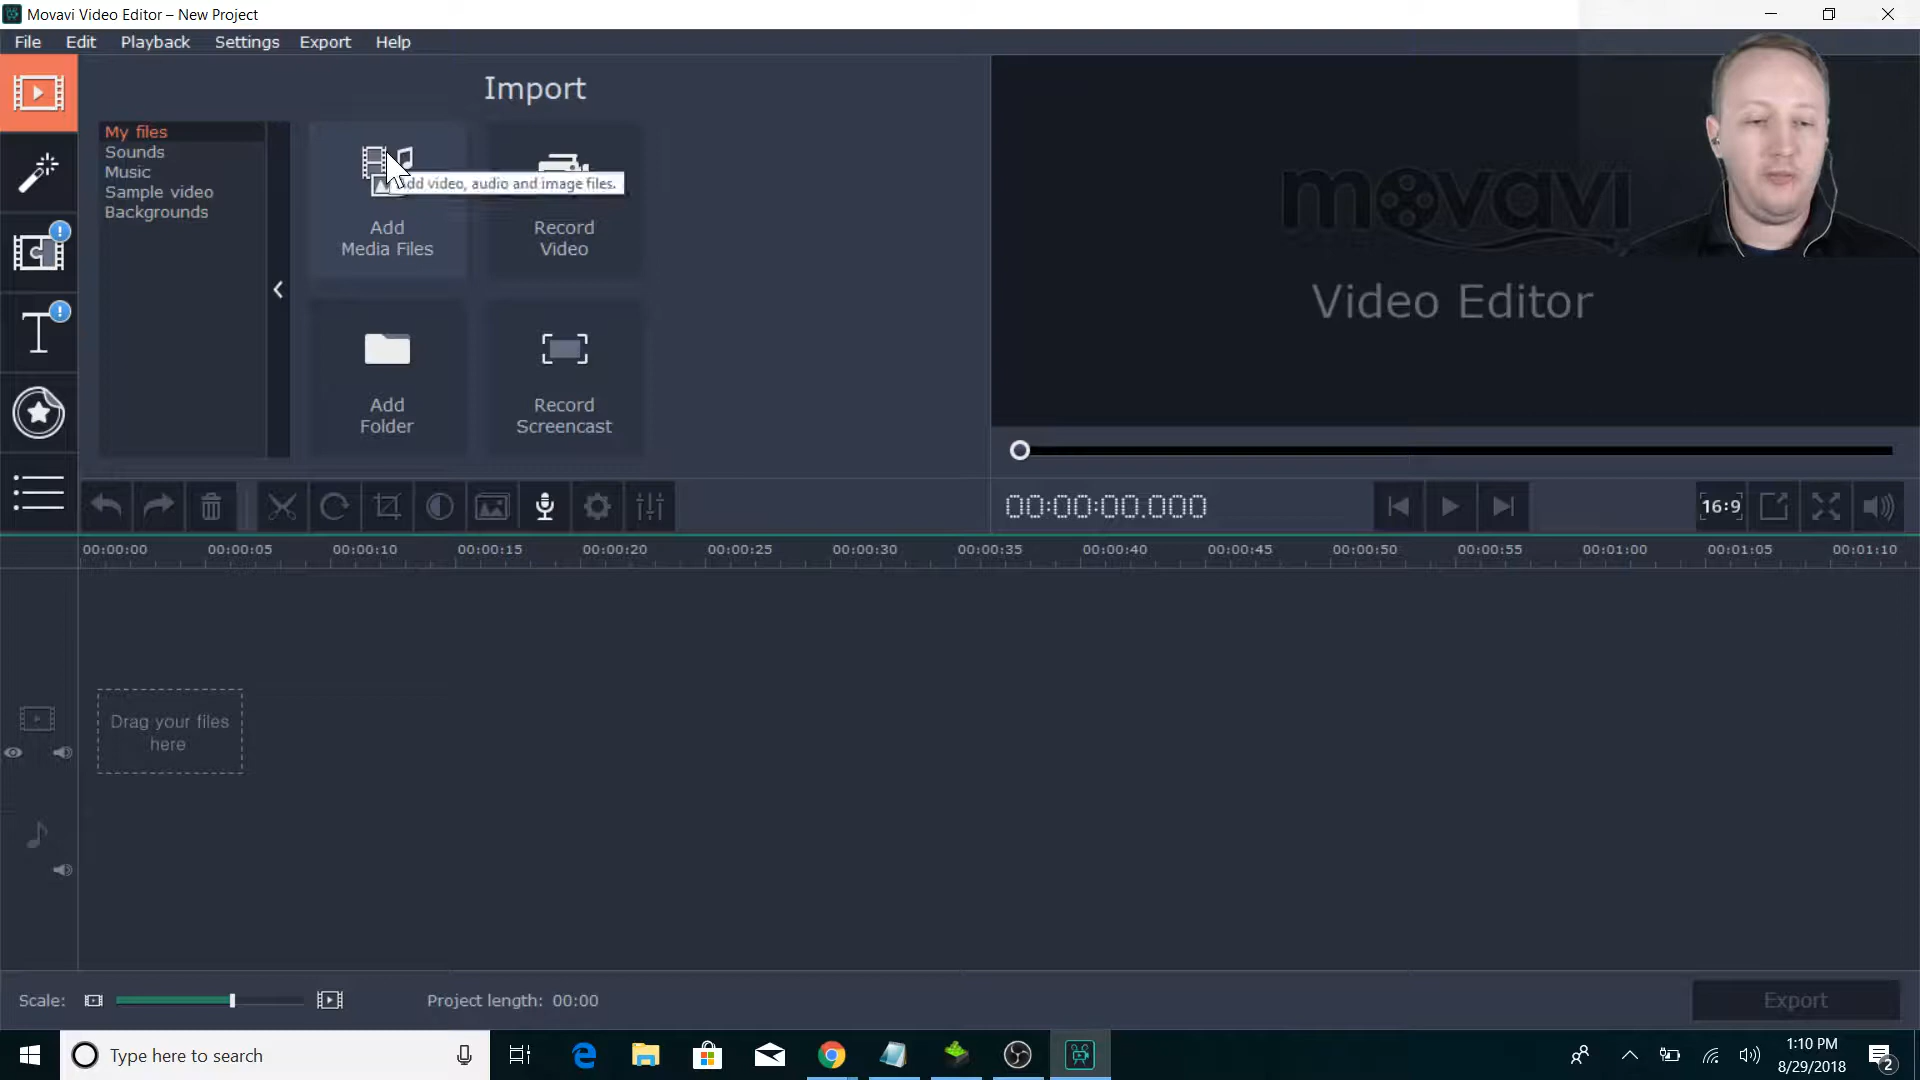 Movavi Video Editor – New Project
File Edit Playback Settings Export Help
Import
My files
Sounds
Music
Sample video
Backgrounds
Add
Media Files
Record
Video
Add video, audio and image files.
Add
Folder
Record
Screencast
movavi
Video Editor
00:00:00.000
16:9
00:00:00 00:00:05 00:00:10 00:00:15 00:00:20 00:00:25 00:00:30 00:00:35 00:00:40 00:00:45 00:00:50 00:00:55 00:01:00 00:01:05 00:01:10
Drag your files
here
Scale:
Project length: 00:00
Export
Type here to search
1:10 PM
8/29/2018
2